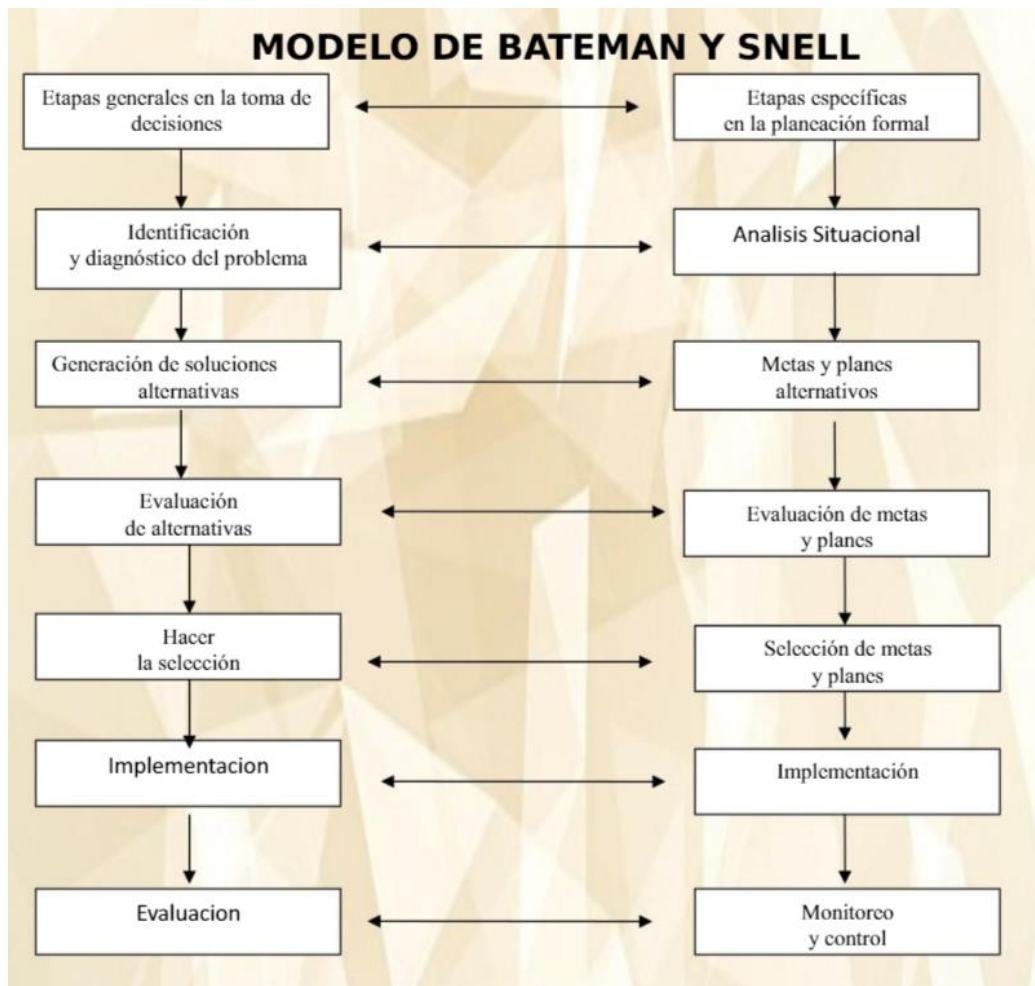 MODELO DE BATEMAN Y SNELL
Etapas generales en la toma de
decisiones
Etapas específicas
en la planeación formal
Identificación
y diagnóstico del problema
Analisis Situacional
Generación de soluciones
alternativas
Metas y planes
alternativos
Evaluación
de alternativas
Evaluación de metas
y planes
Hacer
la selección
Selección de metas
y planes
Implementacion
Implementación
Evaluacion
Monitoreo
y control